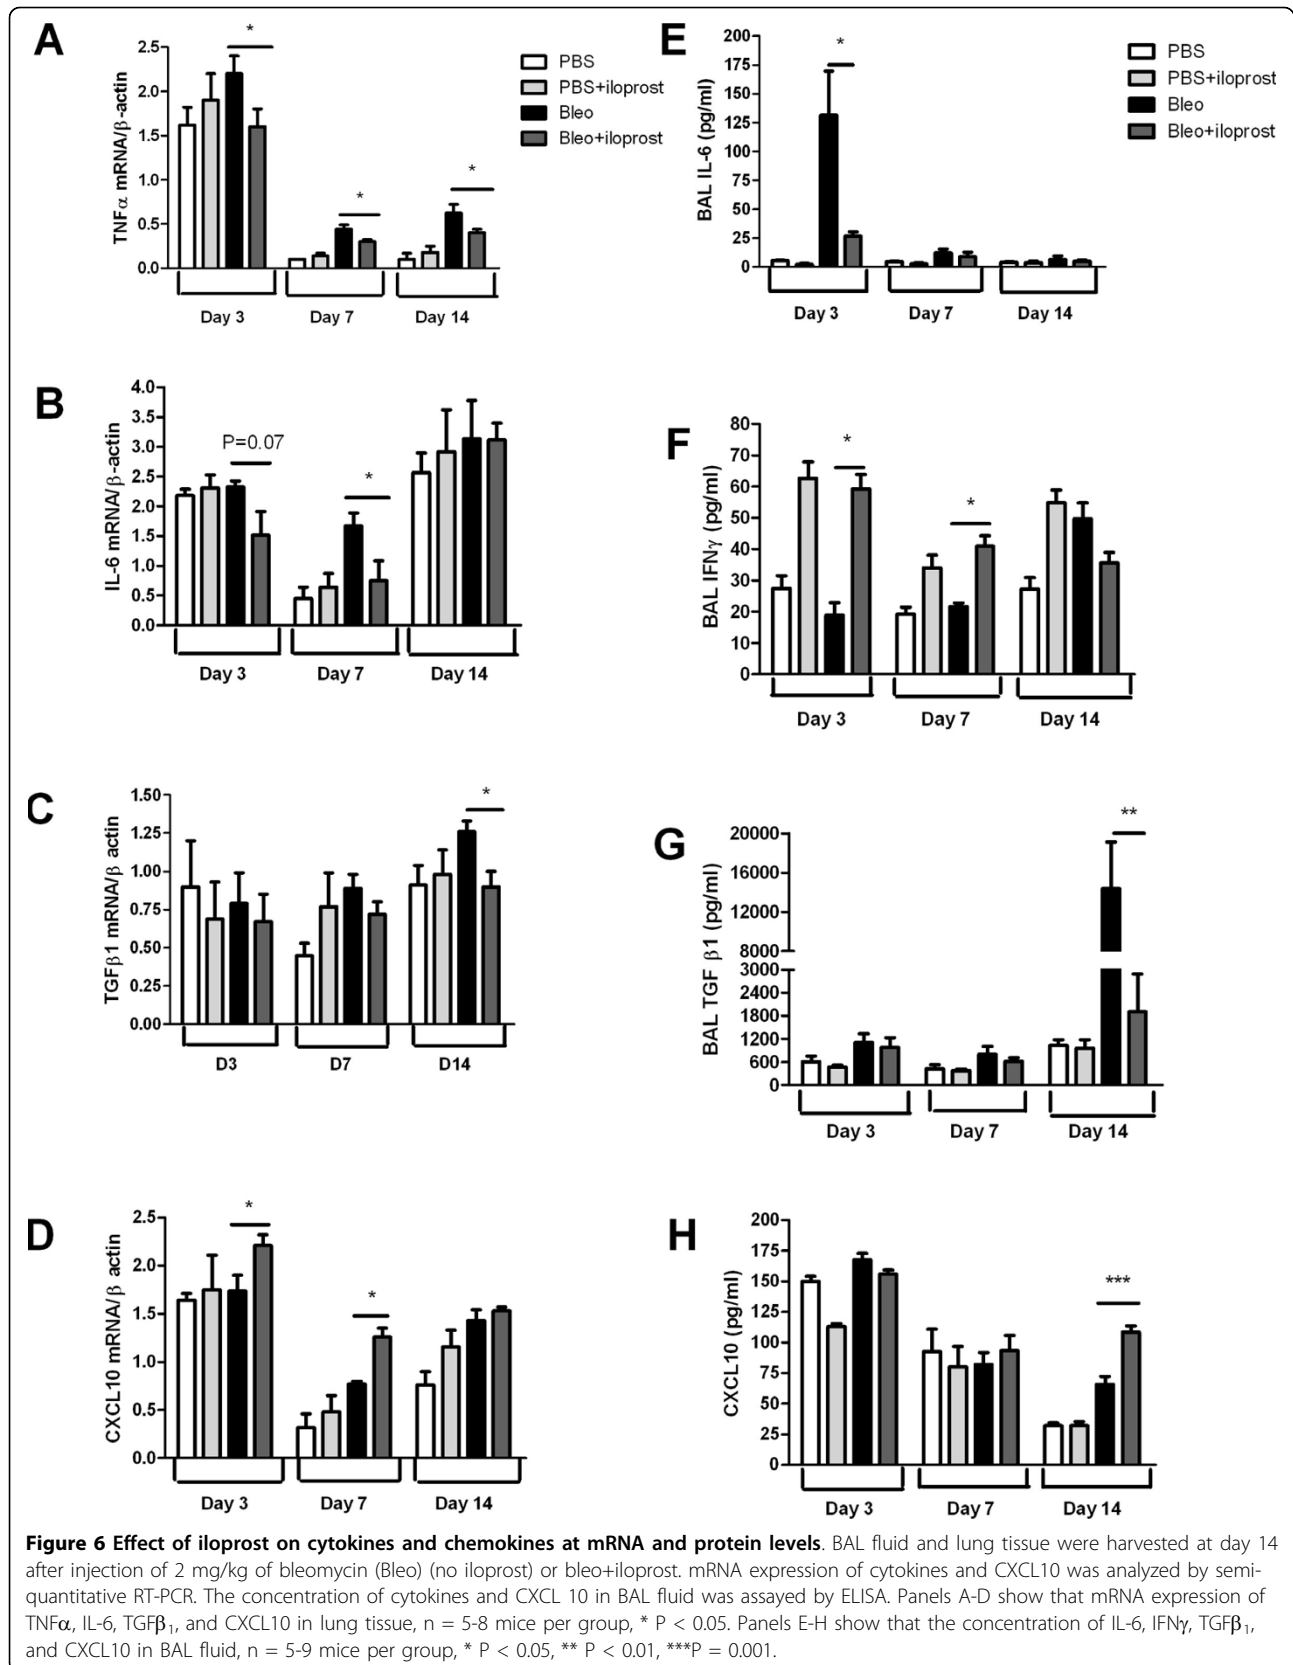 A
*
2.5
2.0
1.5
1.0
0.5
0.0
TNFα mRNA/β-actin
*
*
Day 3
Day 7
Day 14
PBS
PBS+iloprost
Bleo
Bleo+iloprost
E
200
175
150
125
100
75
50
25
0
BAL IL-6 (pg/ml)
*
Day 3
Day 7
Day 14
PBS
PBS+iloprost
Bleo
Bleo+iloprost
B
4.0
3.5
3.0
2.5
2.0
1.5
1.0
0.5
0.0
IL-6 mRNA/β-actin
P=0.07
*
Day 3
Day 7
Day 14
F
80
70
60
50
40
30
20
10
0
BAL IFNγ (pg/ml)
*
*
Day 3
Day 7
Day 14
C
1.50
1.25
1.00
0.75
0.50
0.25
0.00
TGFβ1 mRNA/β actin
*
D3
D7
D14
G
20000
16000
12000
8000
3000
2400
1800
1200
600
0
BAL TGF β1 (pg/ml)
**
Day 3
Day 7
Day 14
D
2.5
2.0
1.5
1.0
0.5
0.0
CXCL10 mRNA/β actin
*
*
Day 3
Day 7
Day 14
H
200
175
150
125
100
75
50
25
0
CXCL10 (pg/ml)
***
Day 3
Day 7
Day 14
Figure 6 Effect of iloprost on cytokines and chemokines at mRNA and protein levels. BAL fluid and lung tissue were harvested at day 14
after injection of 2 mg/kg of bleomycin (Bleo) (no iloprost) or bleo+iloprost. mRNA expression of cytokines and CXCL10 was analyzed by semi-
quantitative RT-PCR. The concentration of cytokines and CXCL 10 in BAL fluid was assayed by ELISA. Panels A-D show that mRNA expression of
TNFα, IL-6, TGFβ1, and CXCL10 in lung tissue, n = 5-8 mice per group, * P < 0.05. Panels E-H show that the concentration of IL-6, IFNγ, TGFβ1,
and CXCL10 in BAL fluid, n = 5-9 mice per group, * P < 0.05, ** P < 0.01, ***P = 0.001.